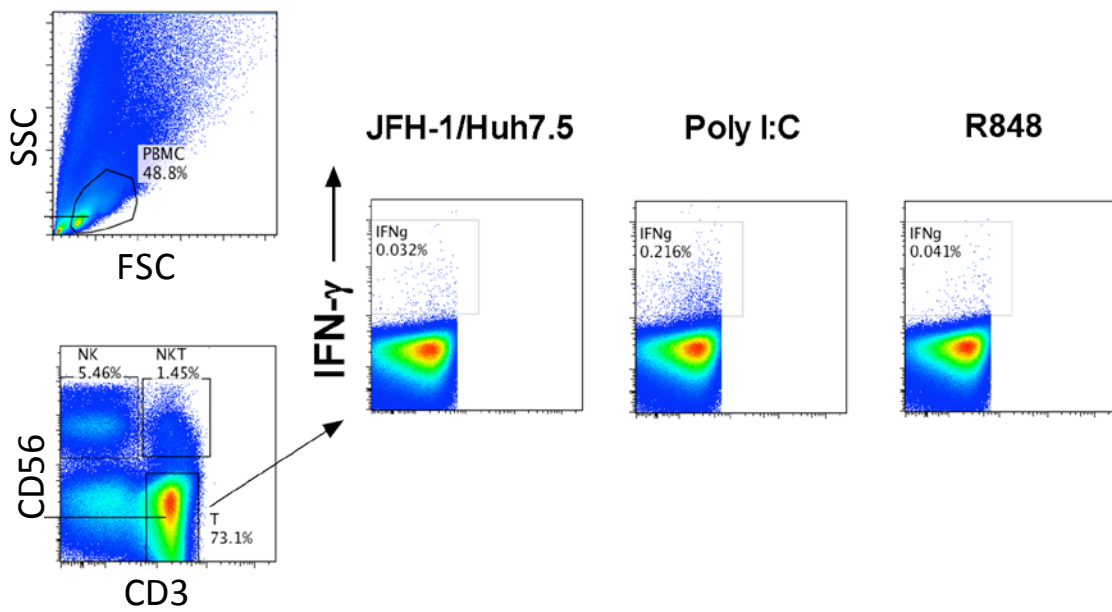 SSC
PBMC
48.8%
FSC
JFH-1/Huh7.5
Poly I:C
R848
IFN-γ
IFNg
0.032%
IFNg
0.216%
IFNg
0.041%
NK
5.46%
NKT
1.45%
CD56
T
73.1%
CD3